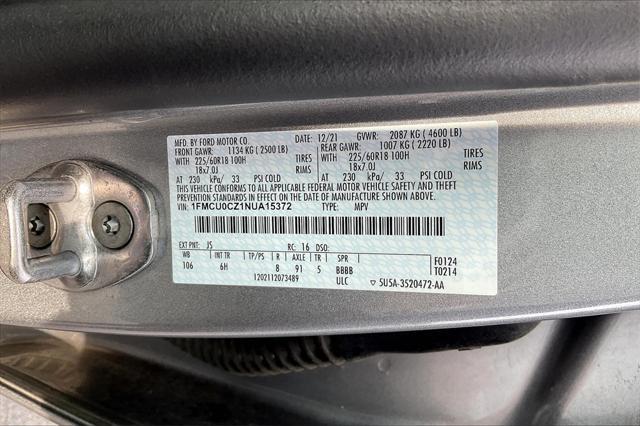 MFD. BY FORD MOTOR CO. DATE: 12/21 GVWR: 2087 KG ( 4600 LB)
FRONT GAWR: 1134 KG ( 2500 LB) REAR GAWR: 1007 KG ( 2220 LB)
WITH TIRES WITH TIRES
225/60R18 100H 225/60R18 100H
18x7.0J 18x7.0J
AT 230 kPa/ 33 PSI COLD AT 230 kPa/ 33 PSI COLD
THIS VEHICLE CONFORMS TO ALL APPLICABLE FEDERAL MOTOR VEHICLE SAFETY
STANDARDS IN EFFECT ON THE DATE OF MANUFACTURE SHOWN ABOVE.
VIN: 1FMCU0CZ1NUA15372 TYPE: MPV
EXT PNT: JS RC: 16 DSO:
WB INT TR TP/PS R AXLE TR SPR
106 6H 8 91 5 BBBB
1202112073489 ULC
F0124
T0214
▽ 5U5A-3520472-AA